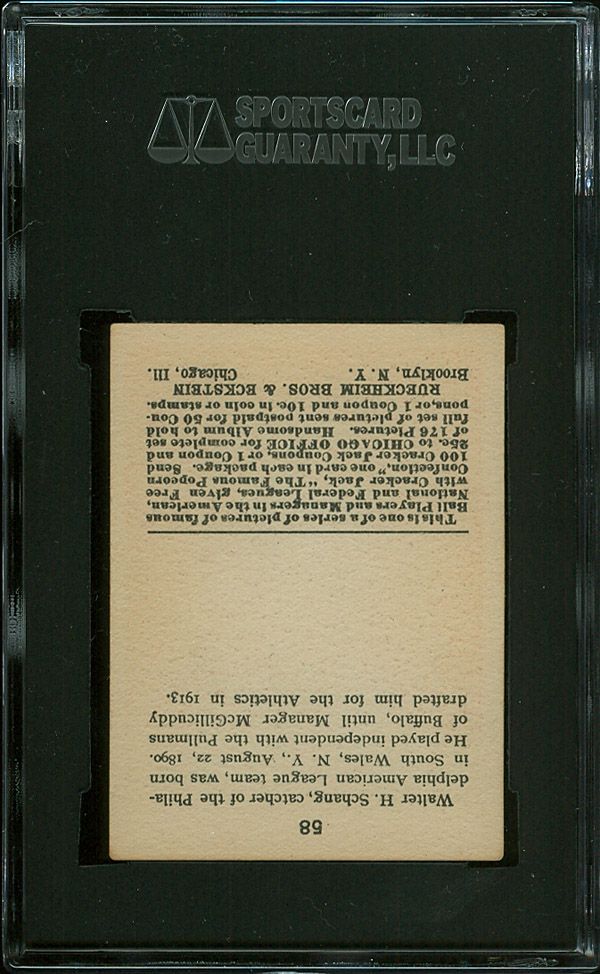 SPORTSCARD
GUARANTY, LLC
58
Walter H. Schang, catcher of the Phila-
delphia American League team, was born
in South Wales, N. Y., August 22, 1890.
He played independent with the Pullmans
of Buffalo, until Manager McGillicuddy
drafted him for the Athletics in 1913.
This is one of a series of pictures of famous
Ball Players and Managers in the American,
National and Federal Leagues, given Free
with Cracker Jack, "The Famous Popcorn
Confection," one card in each package. Send
100 Cracker Jack Coupons, or 1 Coupon and
25c. to CHICAGO OFFICE for complete set
of 176 Pictures. Handsome Album to hold
full set of pictures sent postpaid for 50 Cou-
pons, or 1 Coupon and 10c. in coin or stamps.
RUECKHEIM BROS. & ECKSTEIN
Brooklyn, N. Y. Chicago, Ill.